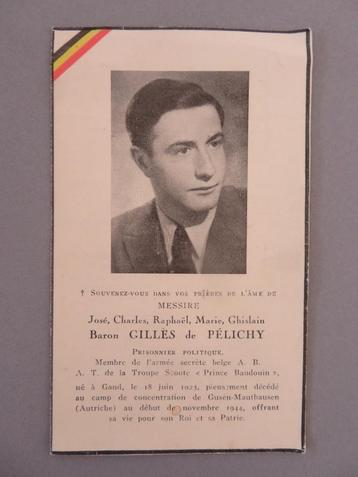 † Souvenez-vous dans vos prières de l'âme de
MESSIRE
José, Charles, Raphaël, Marie, Ghislain
Baron GILLÈS de PÉLICHY
Prisonnier politique.
Membre de l'armée secrète belge A. B.
A. T. de la Troupe Scoute « Prince Baudouin »
né à Gand, le 18 juin 1923, pieusement décédé
au camp de concentration de Gusen-Mauthausen
(Autriche) au début de novembre 1944, offrant
sa vie pour son Roi et sa Patrie.